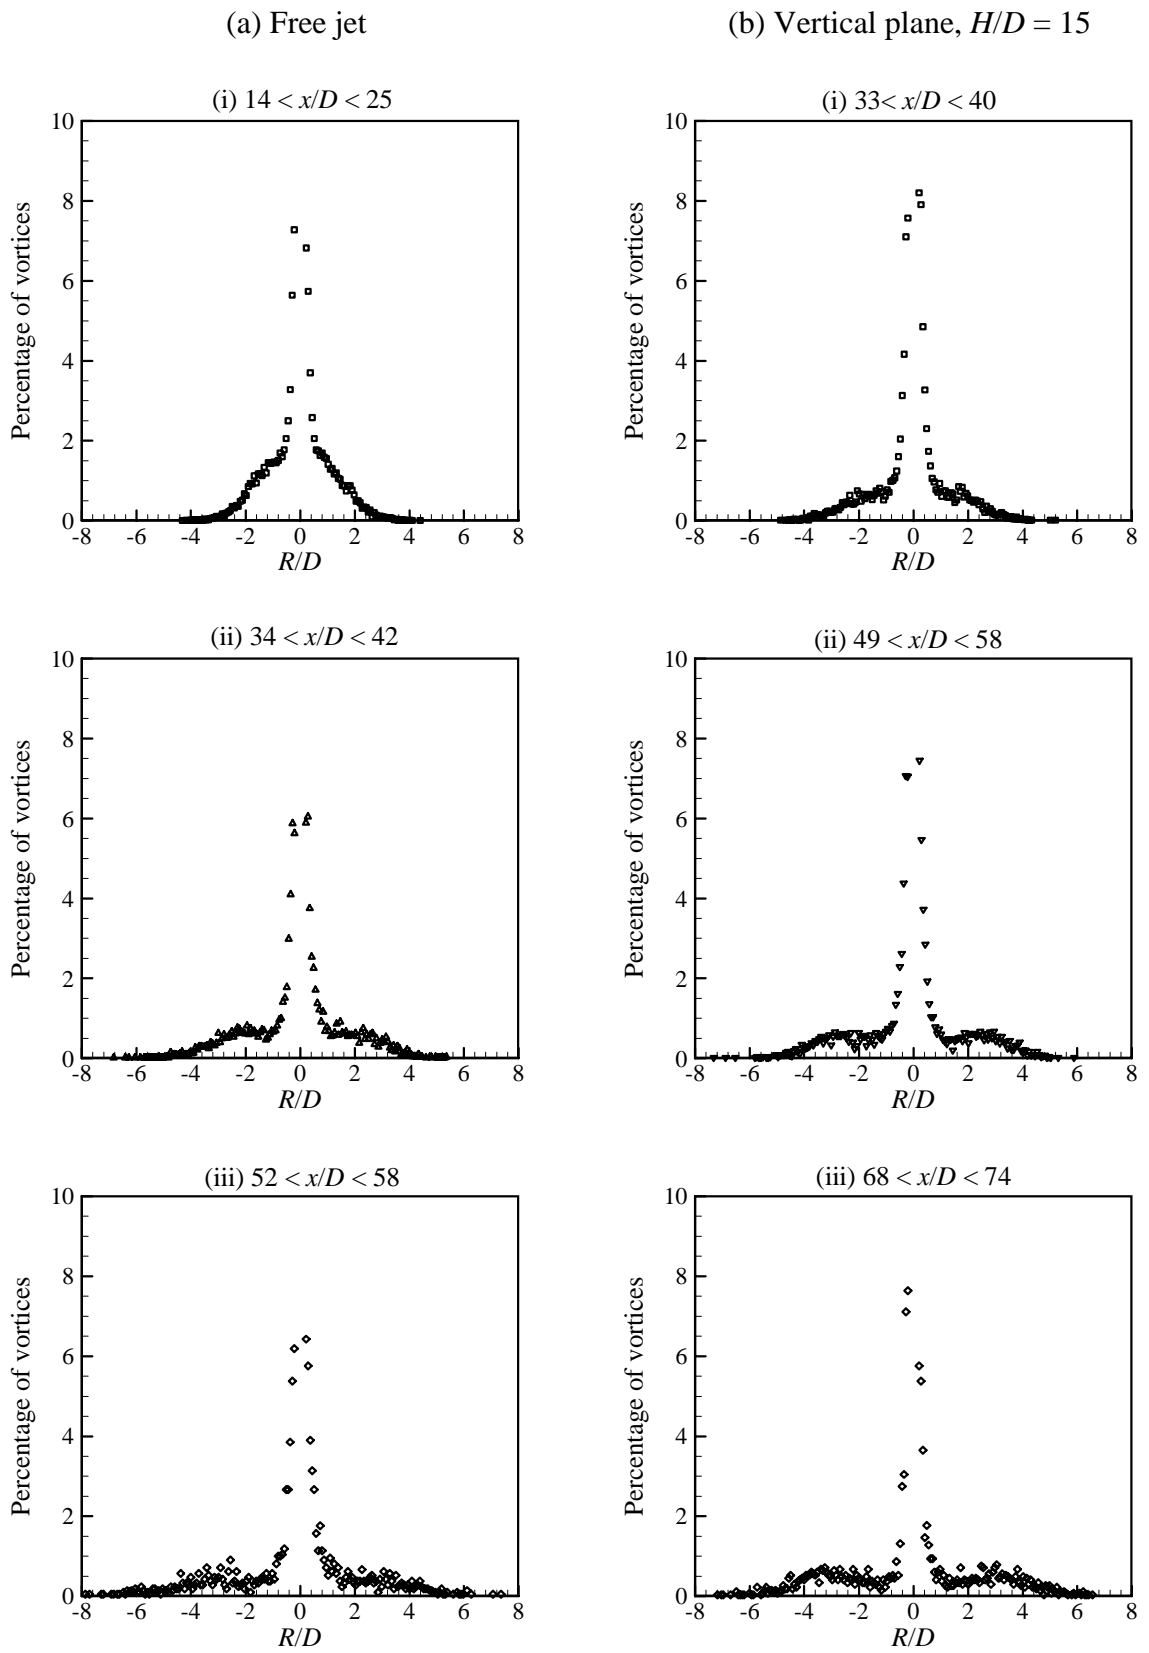 (a) Free jet
(b) Vertical plane, H/D = 15
(i) 14 < x/D < 25
Percentage of vortices
10
8
6
4
2
0
-8 -6 -4 -2 0 2 4 6 8
R/D
(i) 33< x/D < 40
Percentage of vortices
10
8
6
4
2
0
-8 -6 -4 -2 0 2 4 6 8
R/D
(ii) 34 < x/D < 42
Percentage of vortices
10
8
6
4
2
0
-8 -6 -4 -2 0 2 4 6 8
R/D
(ii) 49 < x/D < 58
Percentage of vortices
10
8
6
4
2
0
-8 -6 -4 -2 0 2 4 6 8
R/D
(iii) 52 < x/D < 58
Percentage of vortices
10
8
6
4
2
0
-8 -6 -4 -2 0 2 4 6 8
R/D
(iii) 68 < x/D < 74
Percentage of vortices
10
8
6
4
2
0
-8 -6 -4 -2 0 2 4 6 8
R/D